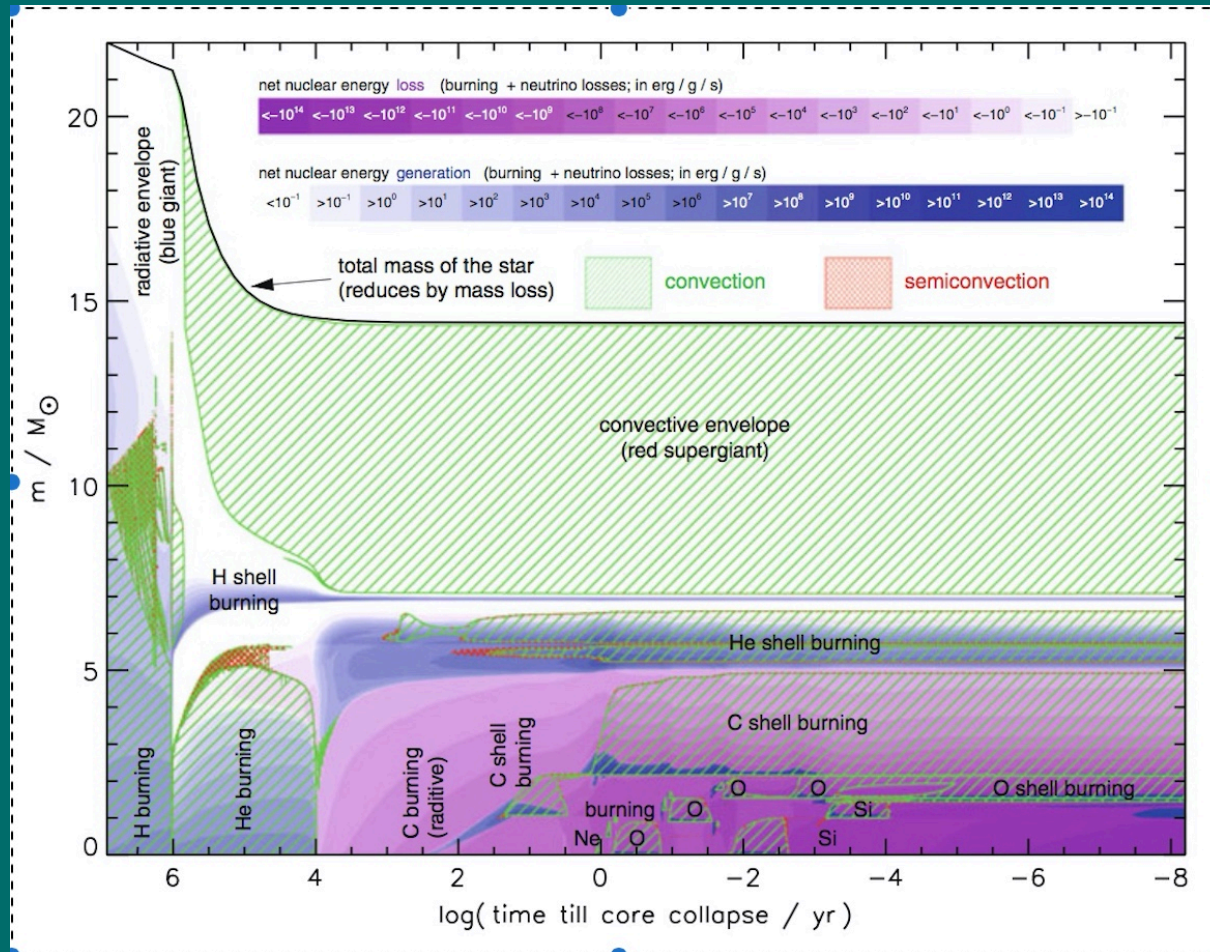 net nuclear energy loss (burning + neutrino losses; in erg / g / s)
<−10¹⁴ <−10¹³ <−10¹² <−10¹¹ <−10¹⁰ <−10⁹ <−10⁸ <−10⁷ <−10⁶ <−10⁵ <−10⁴ <−10³ <−10² <−10¹ <−10⁰ <−10⁻¹ >−10⁻¹
net nuclear energy generation (burning + neutrino losses; in erg / g / s)
<10⁻¹ >10⁻¹ >10⁰ >10¹ >10² >10³ >10⁴ >10⁵ >10⁶ >10⁷ >10⁸ >10⁹ >10¹⁰ >10¹¹ >10¹² >10¹³ >10¹⁴
radiative envelope
(blue giant)
total mass of the star
(reduces by mass loss)
convection
semiconvection
convective envelope
(red supergiant)
H shell
burning
He shell burning
C shell burning
H burning
He burning
C burning
(raditive)
C shell
burning
O
O
O shell burning
burning
O
Si
Ne
O
Si
20
15
10
5
0
m / M☉
6 4 2 0 −2 −4 −6 −8
log( time till core collapse / yr )